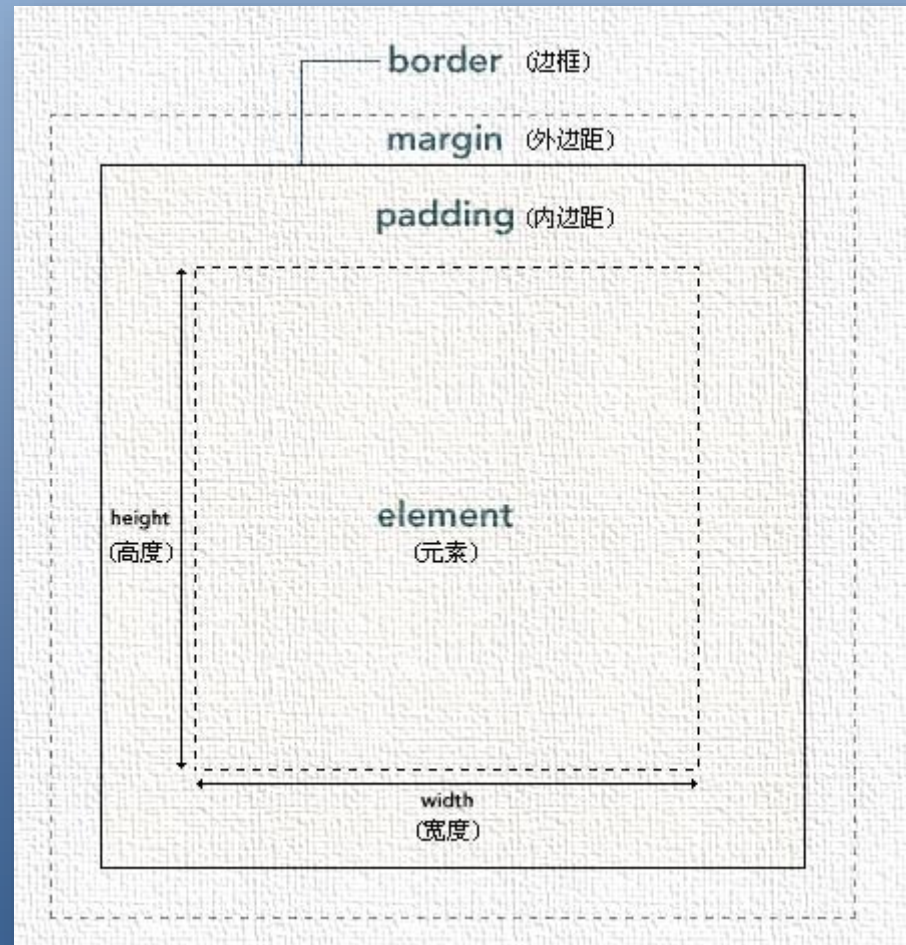 border (边框)
margin (外边距)
padding (内边距)
height
(高度)
element
(元素)
width
(宽度)